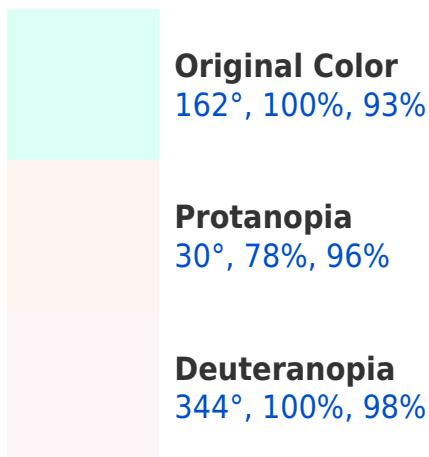 Original Color
162°, 100%, 93%
Protanopia
30°, 78%, 96%
Deuteranopia
344°, 100%, 98%